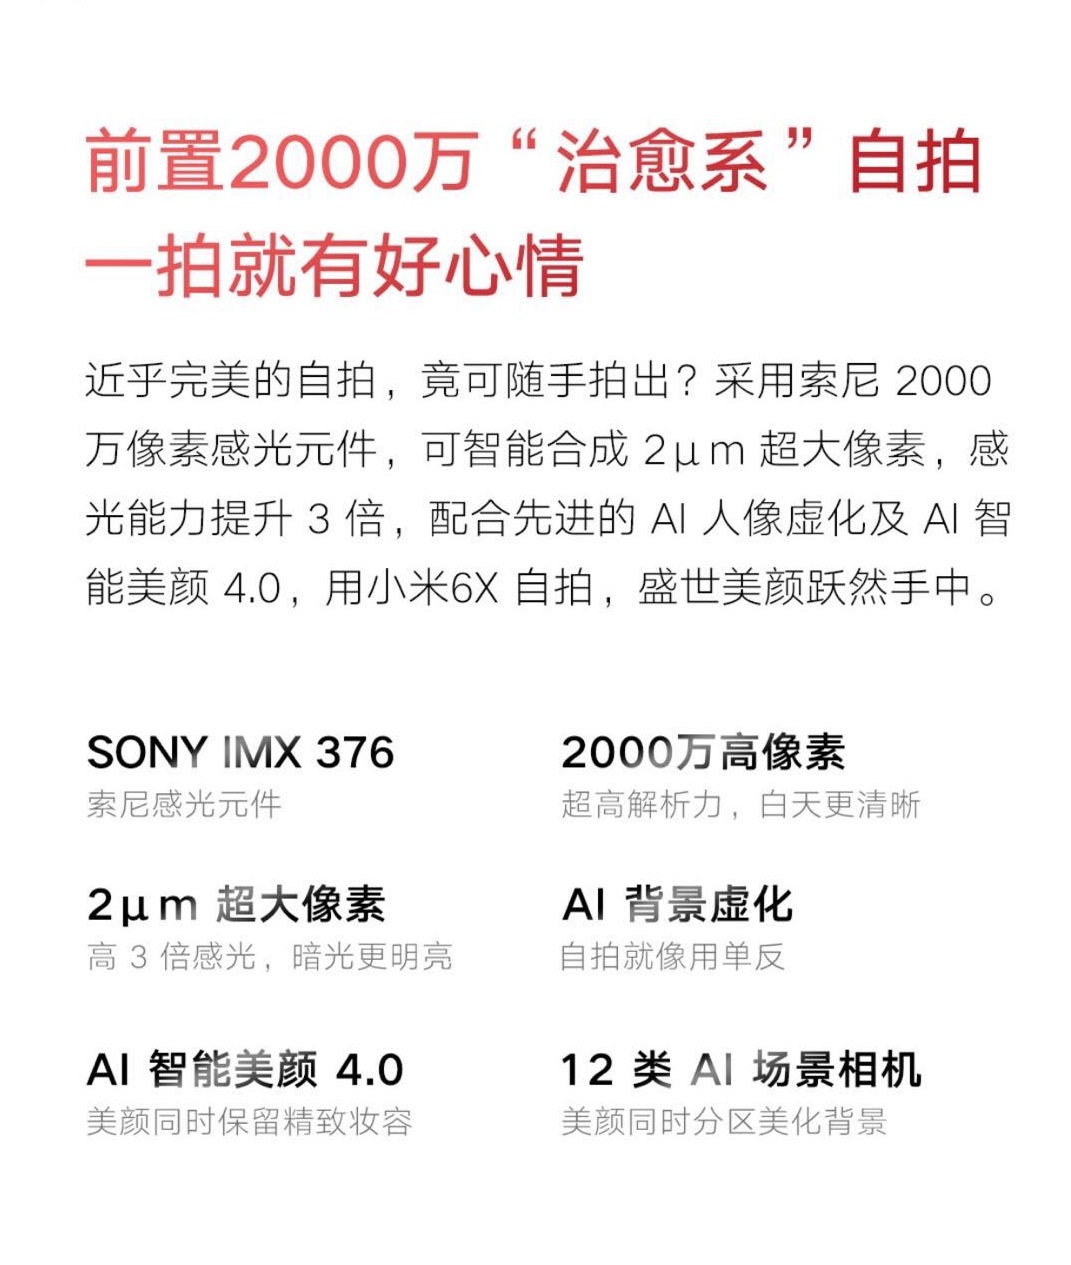 前置2000万“治愈系”自拍
一拍就有好心情
近乎完美的自拍，竟可随手拍出？采用索尼 2000
万像素感光元件，可智能合成 2μm 超大像素，感
光能力提升 3 倍，配合先进的 AI 人像虚化及 AI 智
能美颜 4.0，用小米6X 自拍，盛世美颜跃然手中。
SONY IMX 376
索尼感光元件
2000万高像素
超高解析力，白天更清晰
2μm 超大像素
高 3 倍感光，暗光更明亮
AI 背景虚化
自拍就像用单反
AI 智能美颜 4.0
美颜同时保留精致妆容
12 类 AI 场景相机
美颜同时分区美化背景